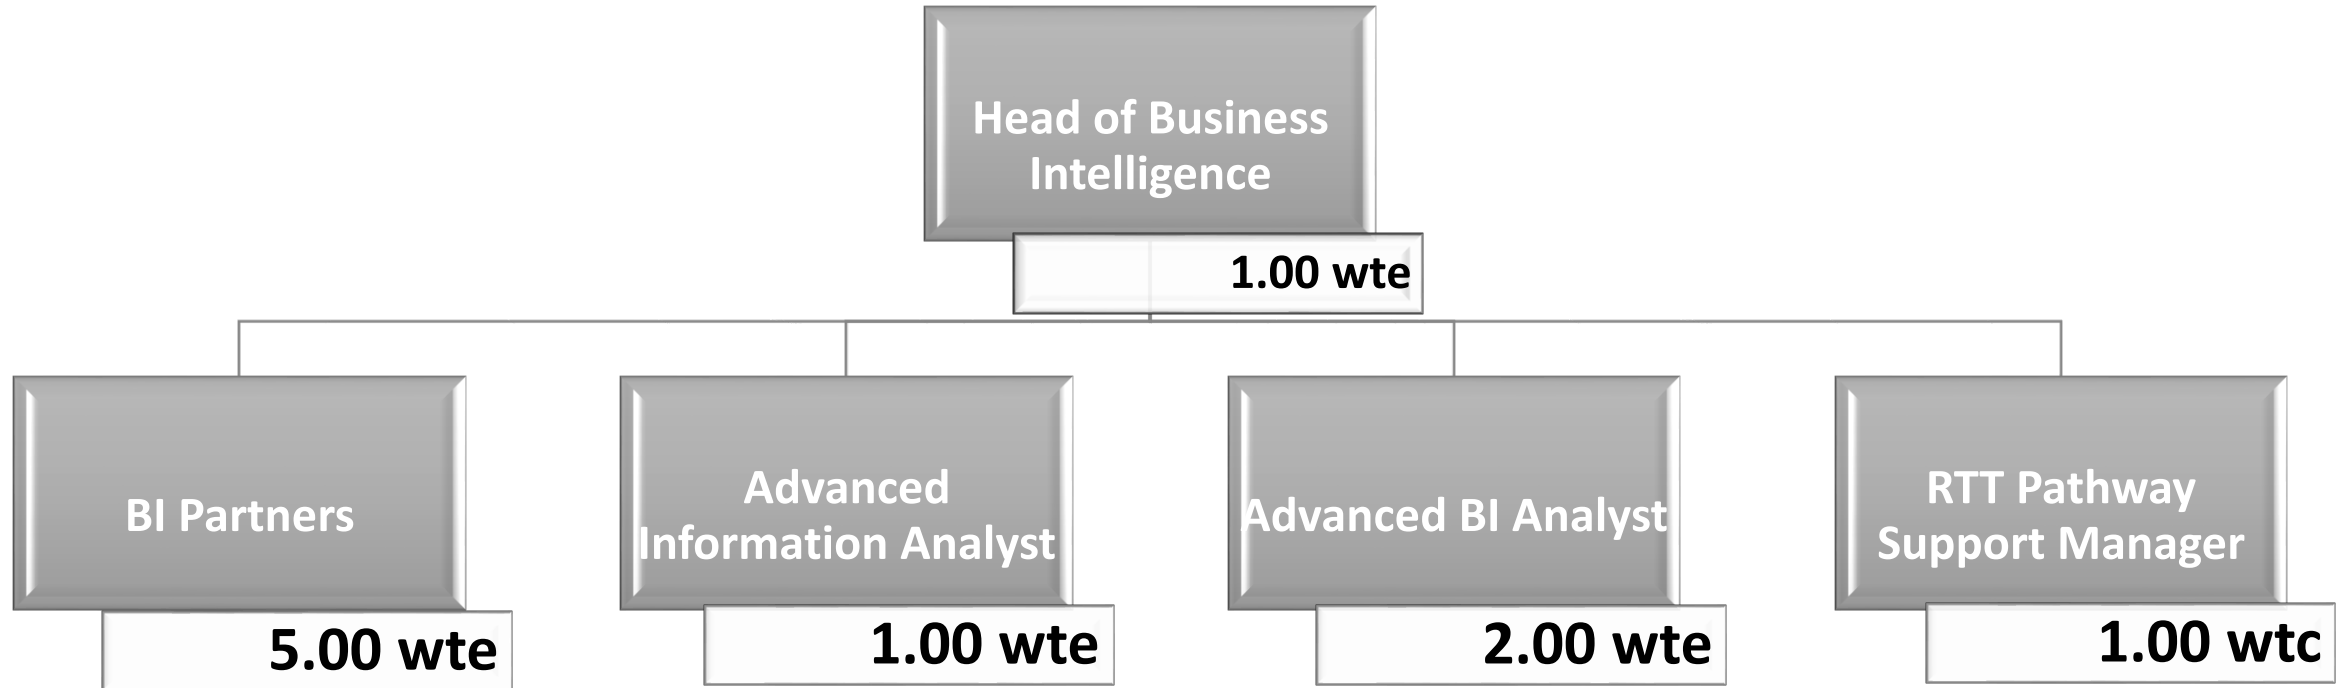 Head of Business
Intelligence
1.00 wte
BI Partners
5.00 wte
Advanced
Information Analyst
1.00 wte
Advanced BI Analyst
2.00 wte
RTT Pathway
Support Manager
1.00 wtc